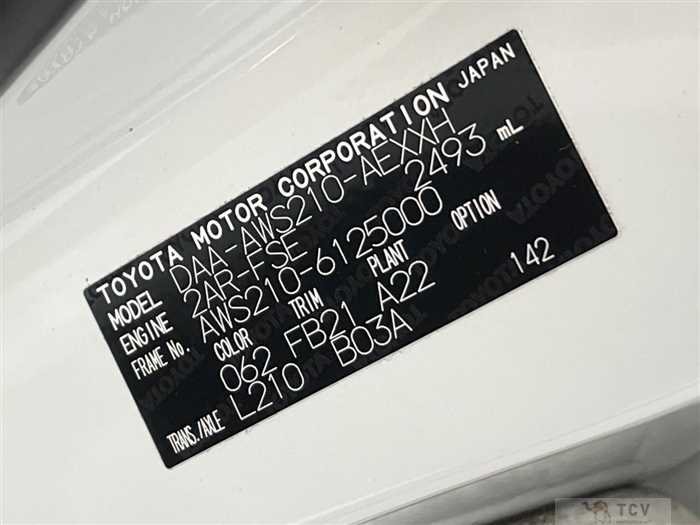 TOYOTA MOTOR CORPORATION JAPAN
MODEL DAA-AWS210-AEXXH
ENGINE 2AR-FSE 2493 mL
FRAME No. AWS210-6125000
COLOR TRIM PLANT OPTION
062 FB21 A22 142
TRANS./AXLE L210 B03A
TCV